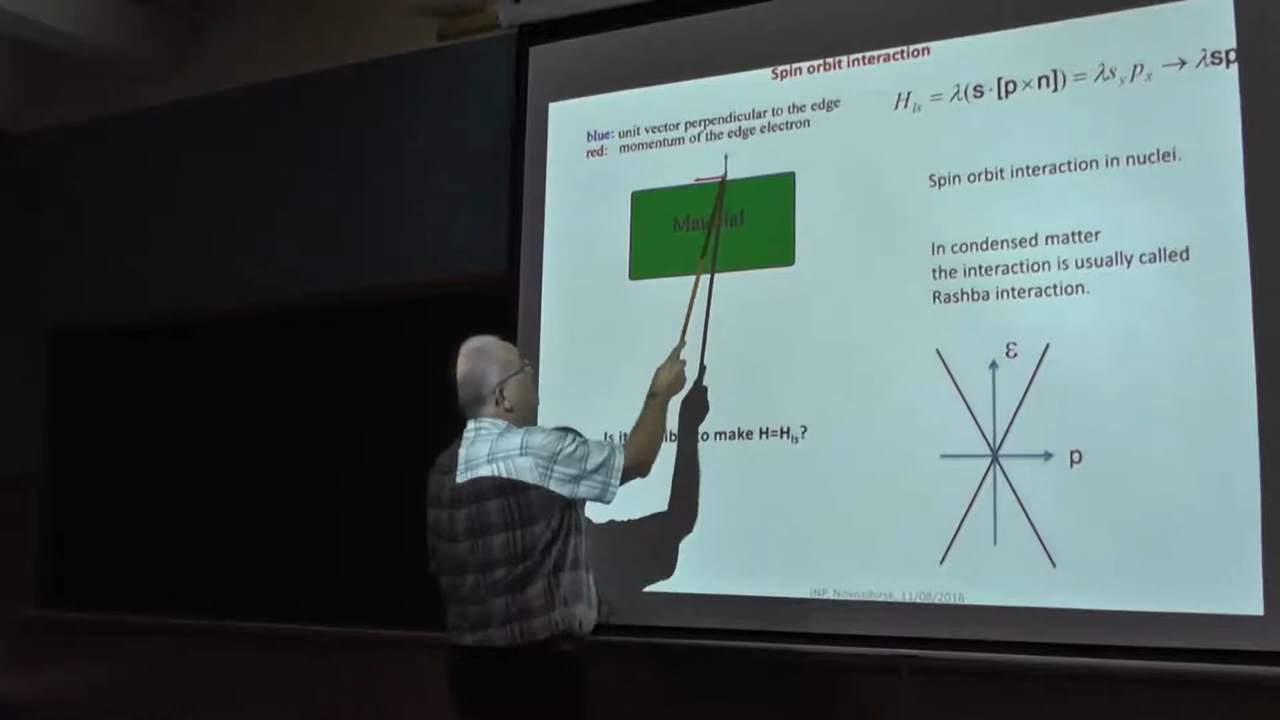 Spin orbit interaction
H_ls = λ(s·[p×n]) = λs_y p_x → λsp
blue: unit vector perpendicular to the edge
red: momentum of the edge electron
Spin orbit interaction in nuclei.
In condensed matter
the interaction is usually called
Rashba interaction.
ε
p
Is it to make H=H_ls?
INP, Novosibirsk, 11/08/2016